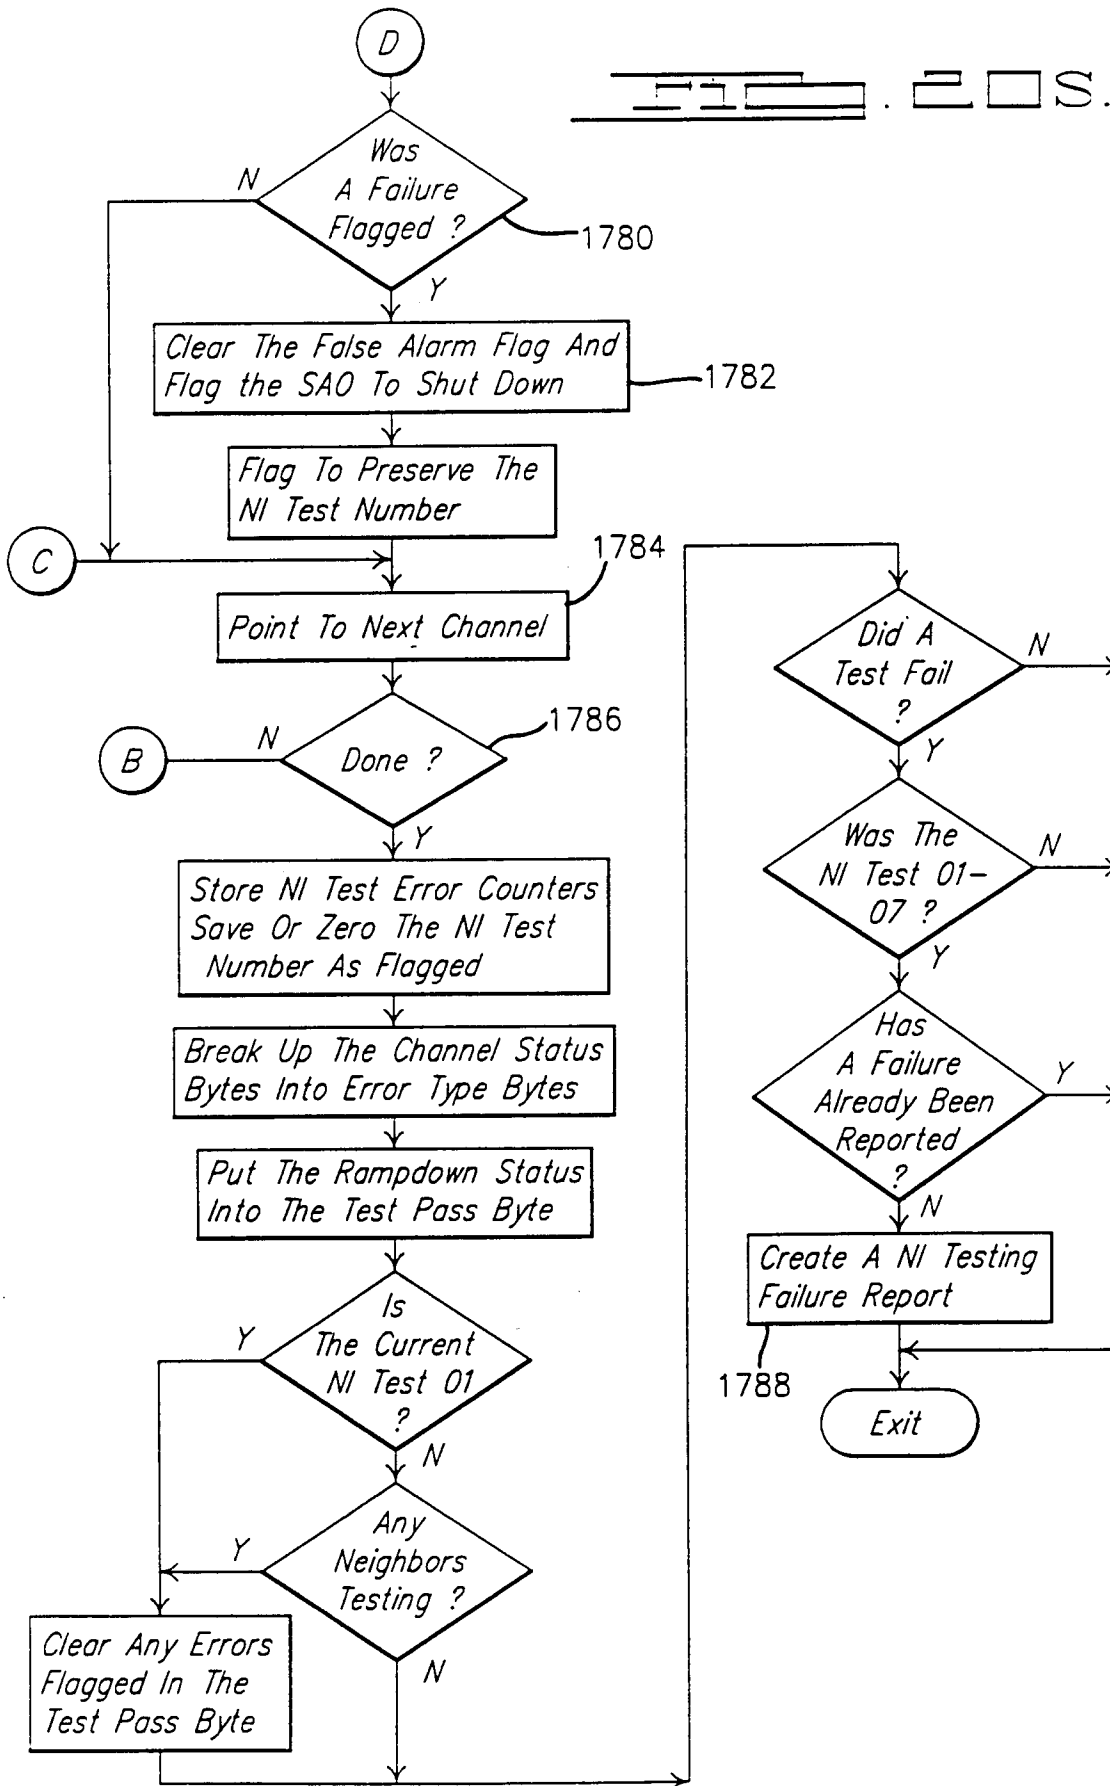 D
FIG. 20S.
Was
A Failure
Flagged ?
N
1780
Y
Clear The False Alarm Flag And
Flag the SAO To Shut Down
1782
Flag To Preserve The
NI Test Number
C
1784
Point To Next Channel
B
N
Done ?
1786
Y
Store NI Test Error Counters
Save Or Zero The NI Test
Number As Flagged
Break Up The Channel Status
Bytes Into Error Type Bytes
Put The Rampdown Status
Into The Test Pass Byte
Is
The Current
NI Test 01
?
Y
N
Any
Neighbors
Testing ?
Y
N
Clear Any Errors
Flagged In The
Test Pass Byte
Did A
Test Fail
?
N
Y
Was The
NI Test 01-
07 ?
N
Y
Has
A Failure
Already Been
Reported
?
Y
N
Create A NI Testing
Failure Report
1788
Exit